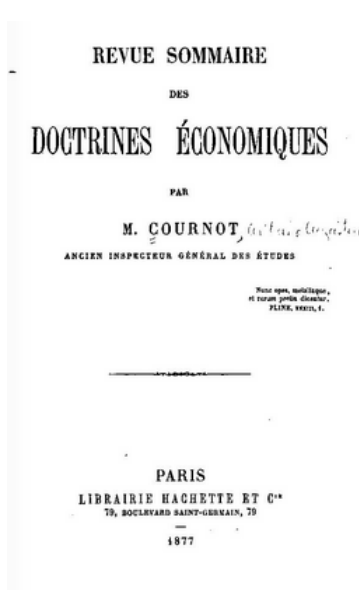 REVUE SOMMAIRE
DES
DOCTRINES ÉCONOMIQUES
PAR
M. COURNOT,
ANCIEN INSPECTEUR GÉNÉRAL DES ÉTUDES
Nunc opes, metallaque,
et rerum pretia dicentur.
PLINE, XXXIII, 1.
PARIS
LIBRAIRIE HACHETTE ET Cie
79, BOULEVARD SAINT-GERMAIN, 79
1877